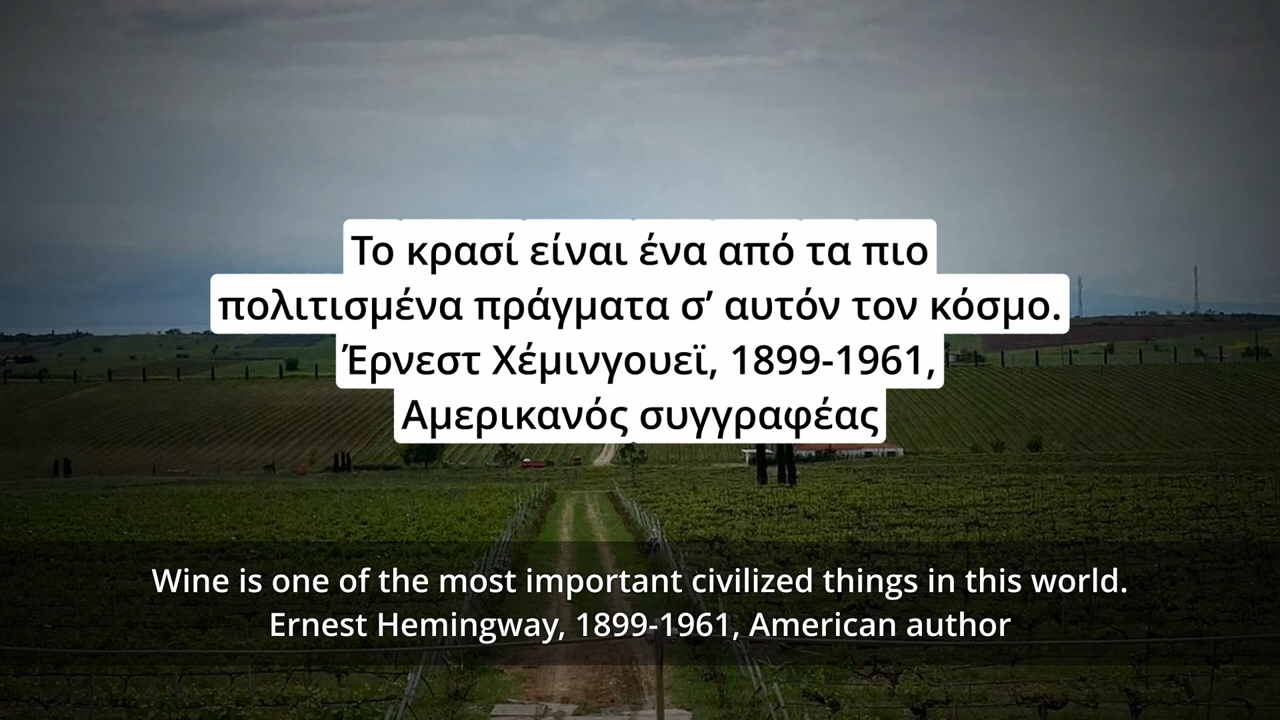 Το κρασί είναι ένα από τα πιο
πολιτισμένα πράγματα σ’ αυτόν τον κόσμο.
Έρνεστ Χέμινγουεϊ, 1899-1961,
Αμερικανός συγγραφέας
Wine is one of the most important civilized things in this world.
Ernest Hemingway, 1899-1961, American author